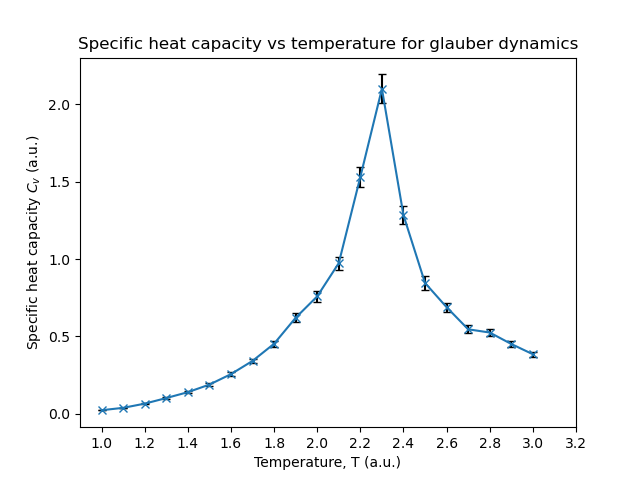 Specific heat capacity vs temperature for glauber dynamics
2.0
1.5
1.0
0.5
0.0
Specific heat capacity Cv (a.u.)
1.0 1.2 1.4 1.6 1.8 2.0 2.2 2.4 2.6 2.8 3.0 3.2
Temperature, T (a.u.)